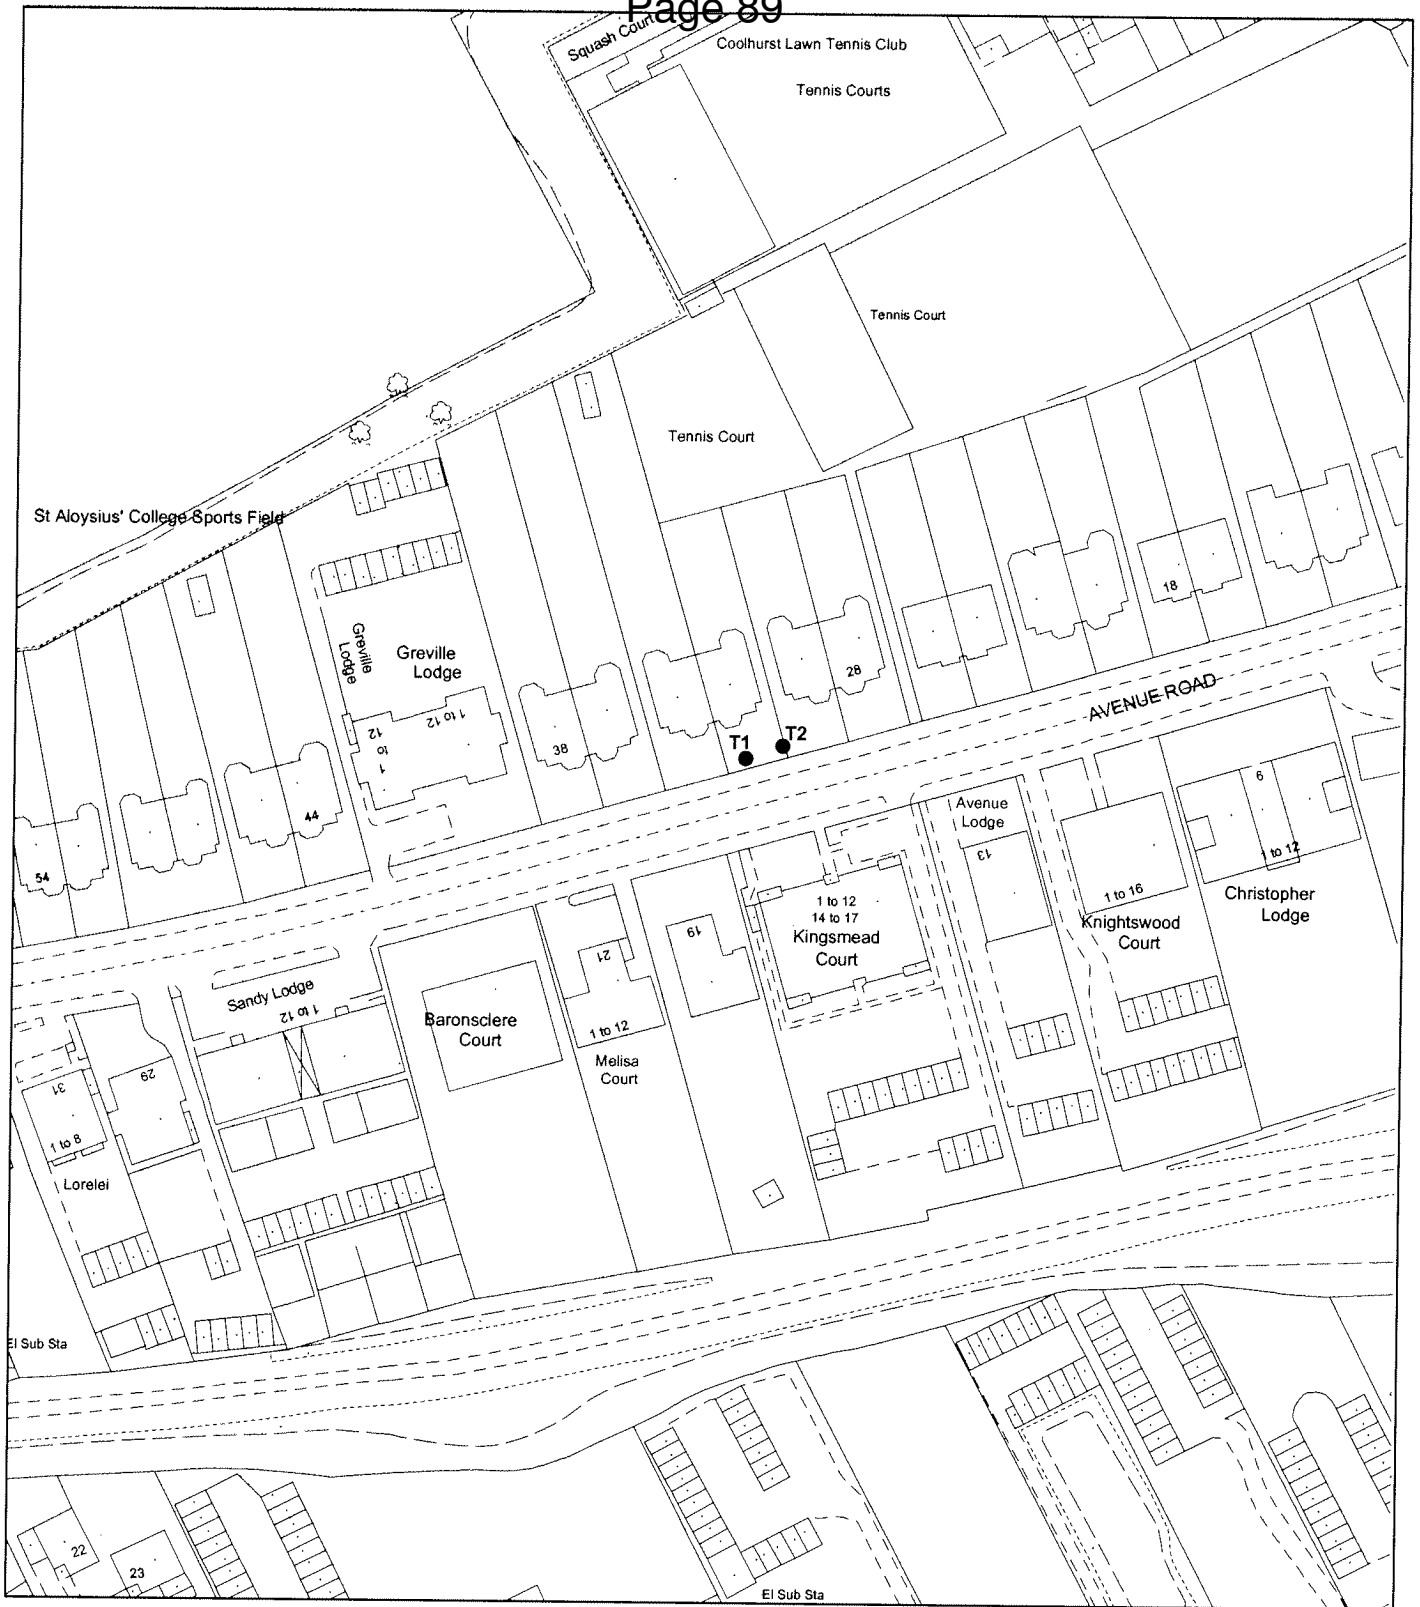 Page 89
Squash Court
Coolhurst Lawn Tennis Club
Tennis Courts
Tennis Court
Tennis Court
St Aloysius' College Sports Field
Greville
Lodge
Greville
Lodge
1 to 12
1 to 12
18
28
38
44
54
T1
T2
AVENUE ROAD
Avenue
Lodge
13
6
1 to 12
Christopher
Lodge
1 to 16
Knightswood
Court
1 to 12
14 to 17
Kingsmead
Court
19
21
1 to 12
Melisa
Court
Baronsclere
Court
Sandy Lodge
1 to 12
29
31
1 to 8
Lorelei
El Sub Sta
22
23
El Sub Sta